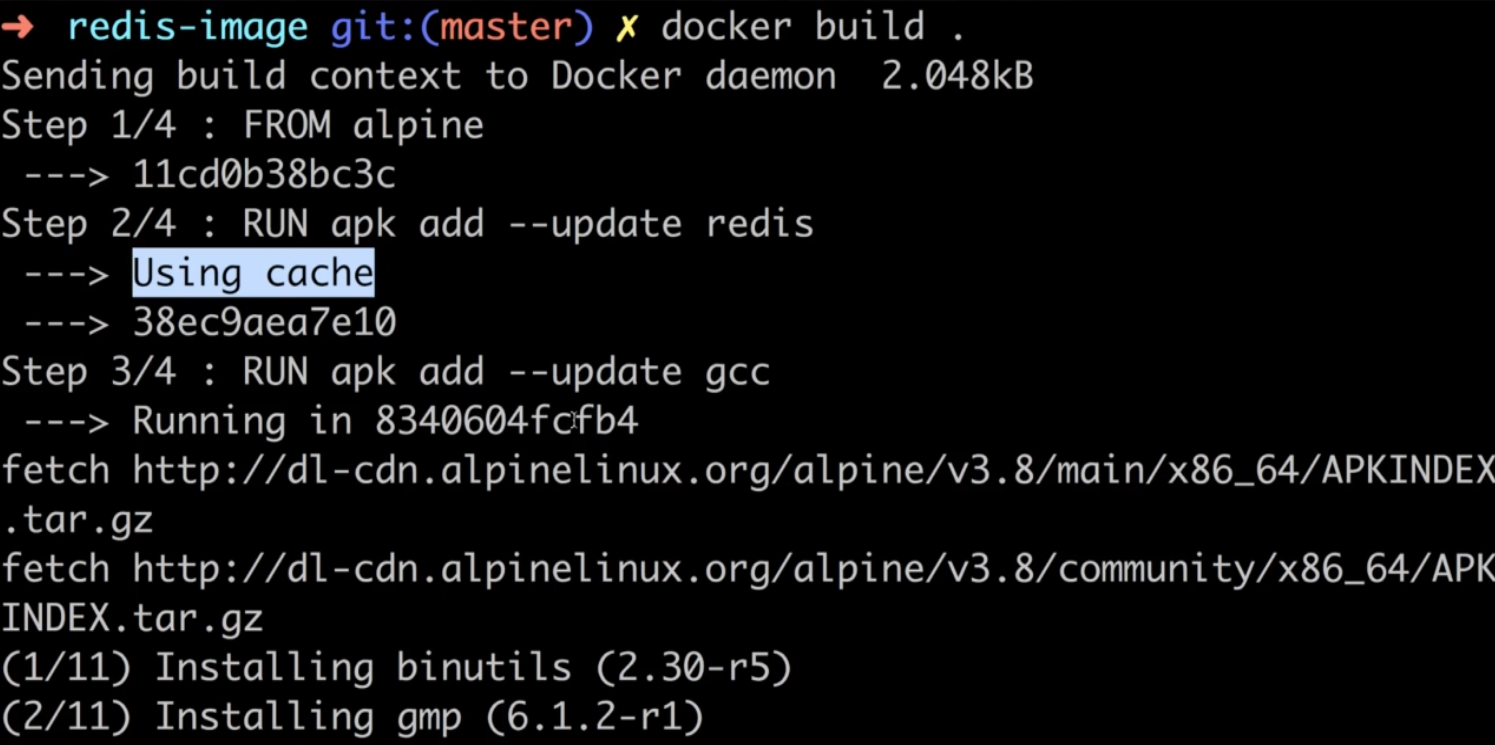 ➜ redis-image git:(master) ✗ docker build .
Sending build context to Docker daemon  2.048kB
Step 1/4 : FROM alpine
 ---> 11cd0b38bc3c
Step 2/4 : RUN apk add --update redis
 ---> Using cache
 ---> 38ec9aea7e10
Step 3/4 : RUN apk add --update gcc
 ---> Running in 8340604fcfb4
fetch http://dl-cdn.alpinelinux.org/alpine/v3.8/main/x86_64/APKINDEX
.tar.gz
fetch http://dl-cdn.alpinelinux.org/alpine/v3.8/community/x86_64/APK
INDEX.tar.gz
(1/11) Installing binutils (2.30-r5)
(2/11) Installing gmp (6.1.2-r1)